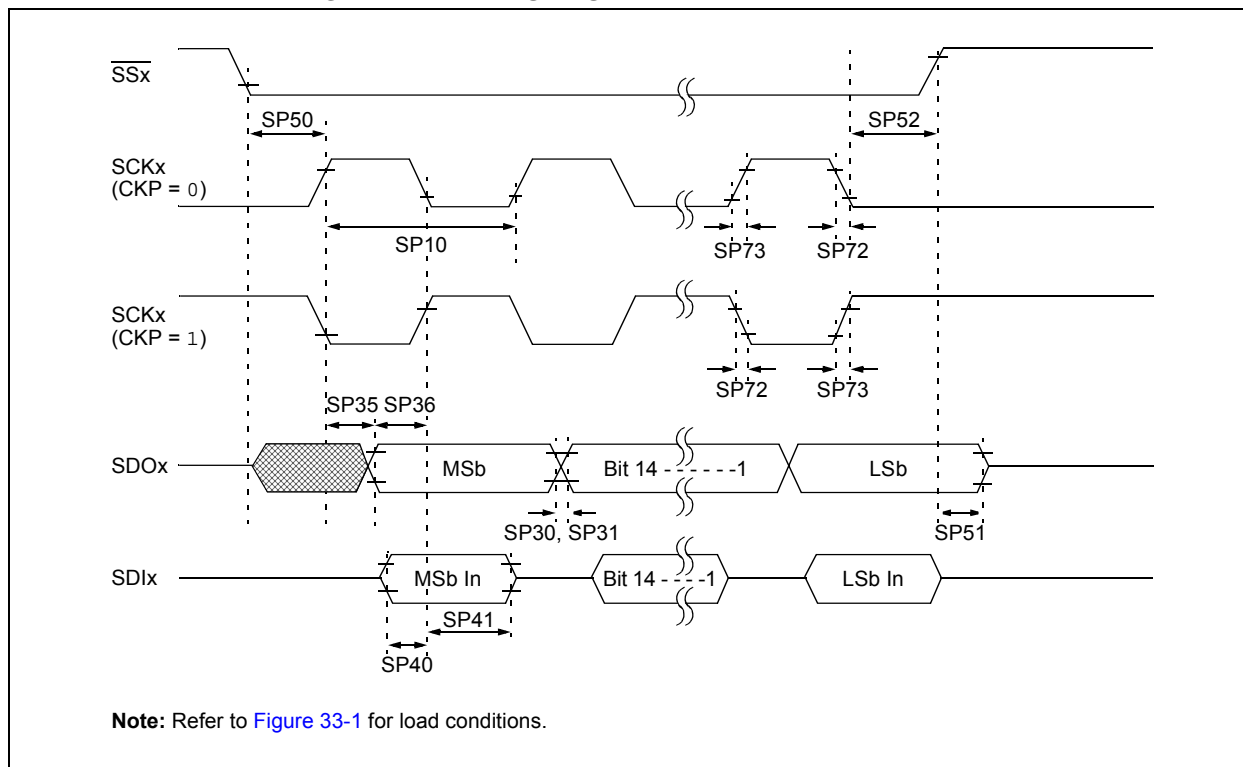 SSx
SP50
SP52
SCKx
(CKP = 0)
SP10
SP73
SP72
SCKx
(CKP = 1)
SP72
SP73
SP35
SP36
SDOx
MSb
Bit 14 - - - - - - -1
LSb
SP30, SP31
SP51
SDIx
MSb In
Bit 14 - - - -1
LSb In
SP41
SP40
Note: Refer to Figure 33-1 for load conditions.